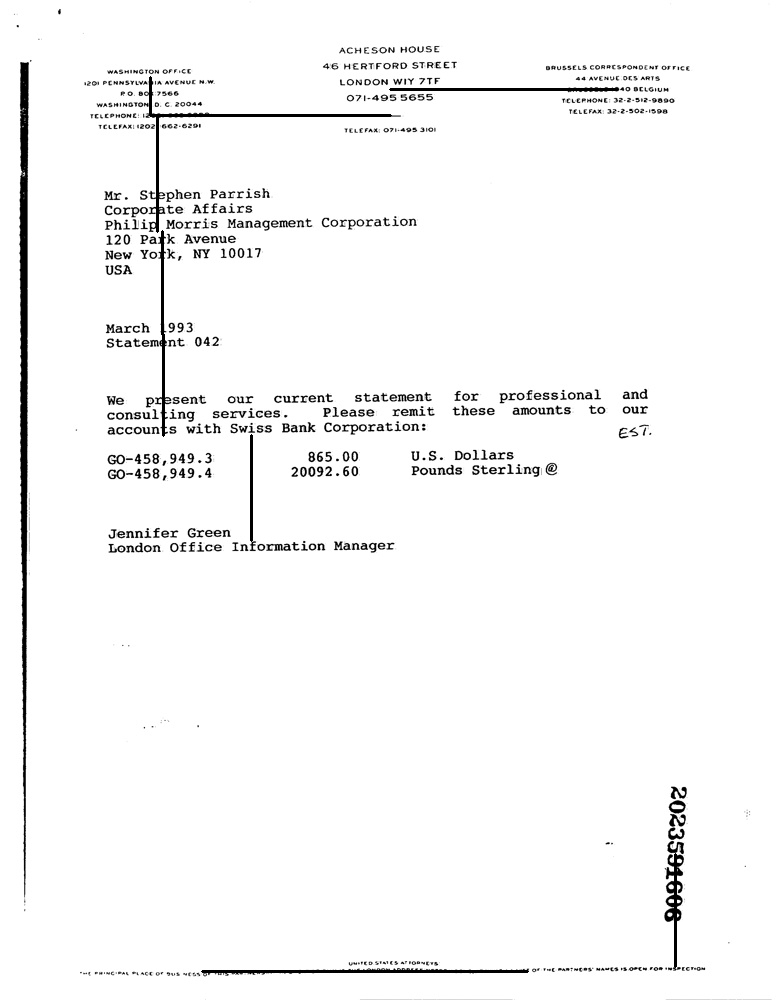 ACHESON HOUSE
46 HERTFORD STREET
LONDON W1Y 7TF
071-495 5655
TELEFAX: 071-495 3101
WASHINGTON OFFICE
1201 PENNSYLVANIA AVENUE N.W.
P.O. BOX 7566
WASHINGTON, D. C. 20044
TELEPHONE:
TELEFAX: (202) 662-6291
BRUSSELS CORRESPONDENT OFFICE
44 AVENUE DES ARTS
BELGIUM
TELEPHONE: 32-2-512-9890
TELEFAX: 32-2-502-1598
Mr. Stephen Parrish
Corporate Affairs
Philip Morris Management Corporation
120 Park Avenue
New York, NY 10017
USA
March 1993
Statement 042
We present our current statement for professional and
consulting services. Please remit these amounts to our
accounts with Swiss Bank Corporation:
EST.
GO-458,949.3 865.00 U.S. Dollars
GO-458,949.4 20092.60 Pounds Sterling @
Jennifer Green
London Office Information Manager
2023591606
UNITED STATES ATTORNEYS
THE PRINCIPAL PLACE OF BUSINESS OF OF THE PARTNERS' NAMES IS OPEN FOR INSPECTION